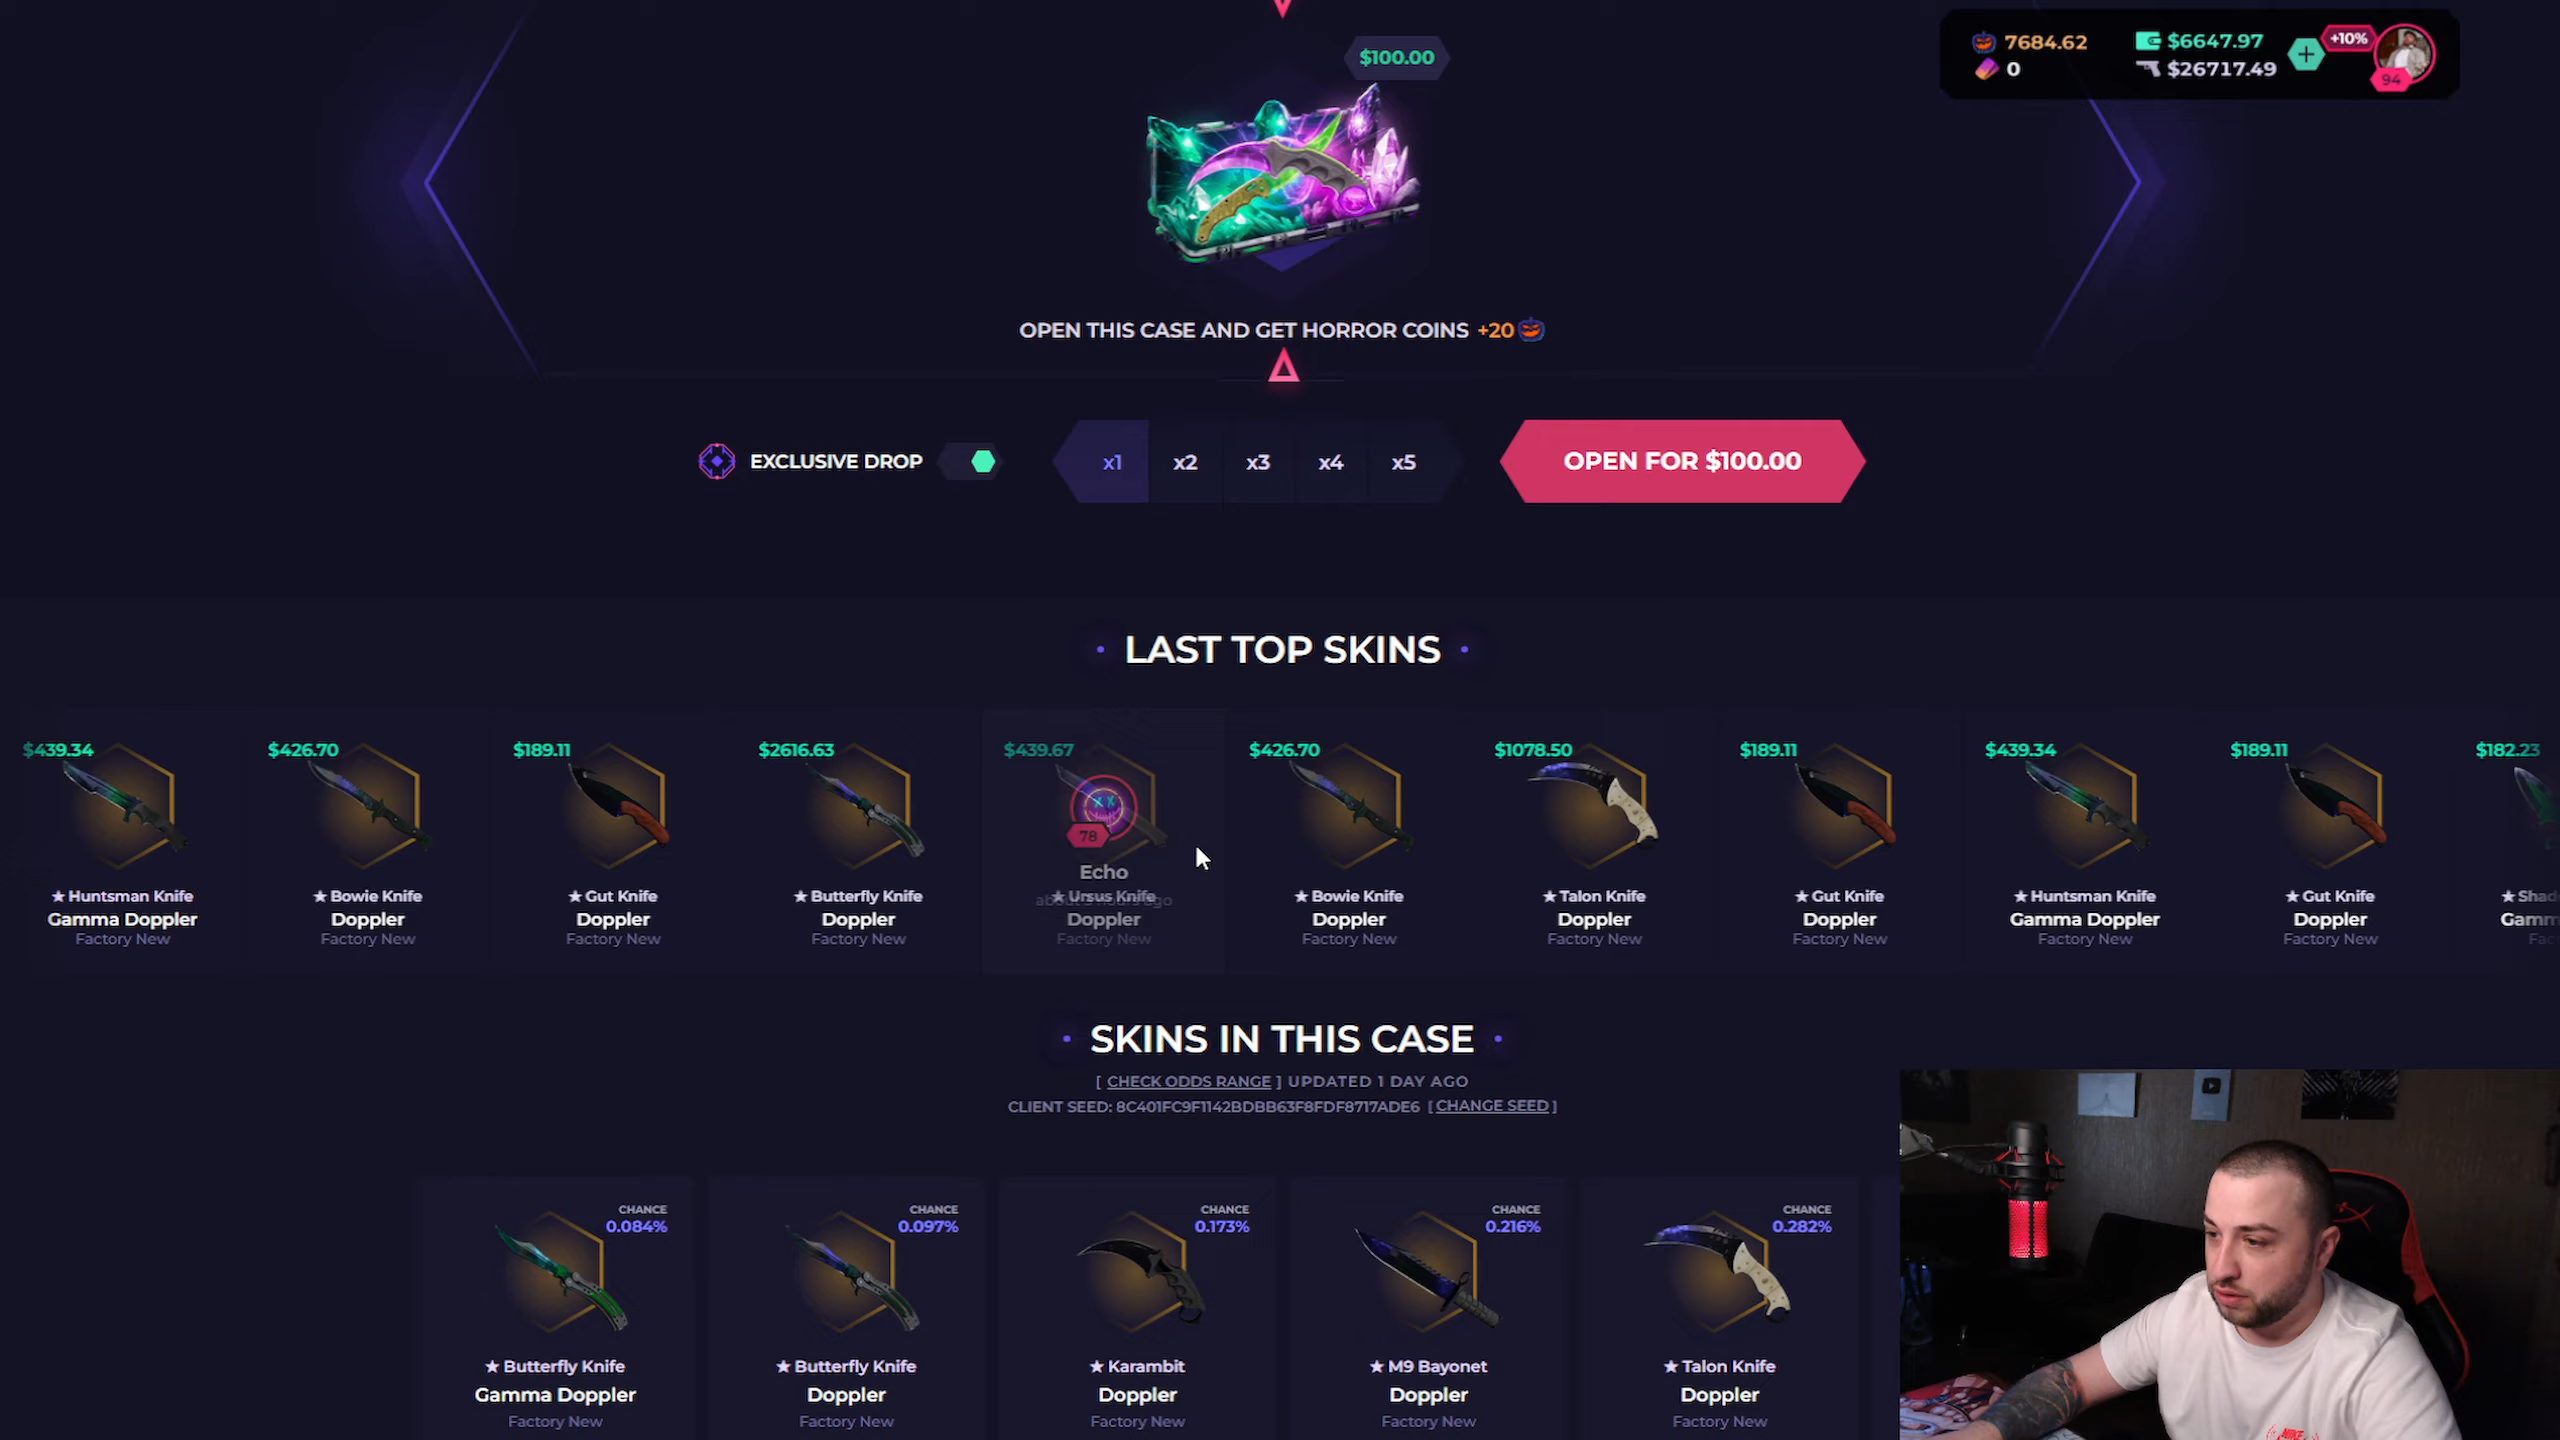 $100.00
7684.62
0
$6647.97
$26717.49
+10%
94
OPEN THIS CASE AND GET HORROR COINS +20
EXCLUSIVE DROP
x1 x2 x3 x4 x5
OPEN FOR $100.00
LAST TOP SKINS
$439.34 $426.70 $189.11 $2616.63 $439.67 $426.70 $1078.50 $189.11 $439.34 $189.11 $182.23
78
Echo
★ Huntsman Knife ★ Bowie Knife ★ Gut Knife ★ Butterfly Knife ★ Ursus Knife ★ Bowie Knife ★ Talon Knife ★ Gut Knife ★ Huntsman Knife ★ Gut Knife ★ Shad
Gamma Doppler Doppler Doppler Doppler Doppler Doppler Doppler Doppler Gamma Doppler Doppler Gamm
Factory New Factory New Factory New Factory New Factory New Factory New Factory New Factory New Factory New Factory New Fac
SKINS IN THIS CASE
[ CHECK ODDS RANGE ] UPDATED 1 DAY AGO
CLIENT SEED: 8C401FC9F1142BDBB63F8FDF8717ADE6 [ CHANGE SEED ]
CHANCE CHANCE CHANCE CHANCE CHANCE
0.084% 0.097% 0.173% 0.216% 0.282%
★ Butterfly Knife ★ Butterfly Knife ★ Karambit ★ M9 Bayonet ★ Talon Knife
Gamma Doppler Doppler Doppler Doppler Doppler
Factory New Factory New Factory New Factory New Factory New
NIKE